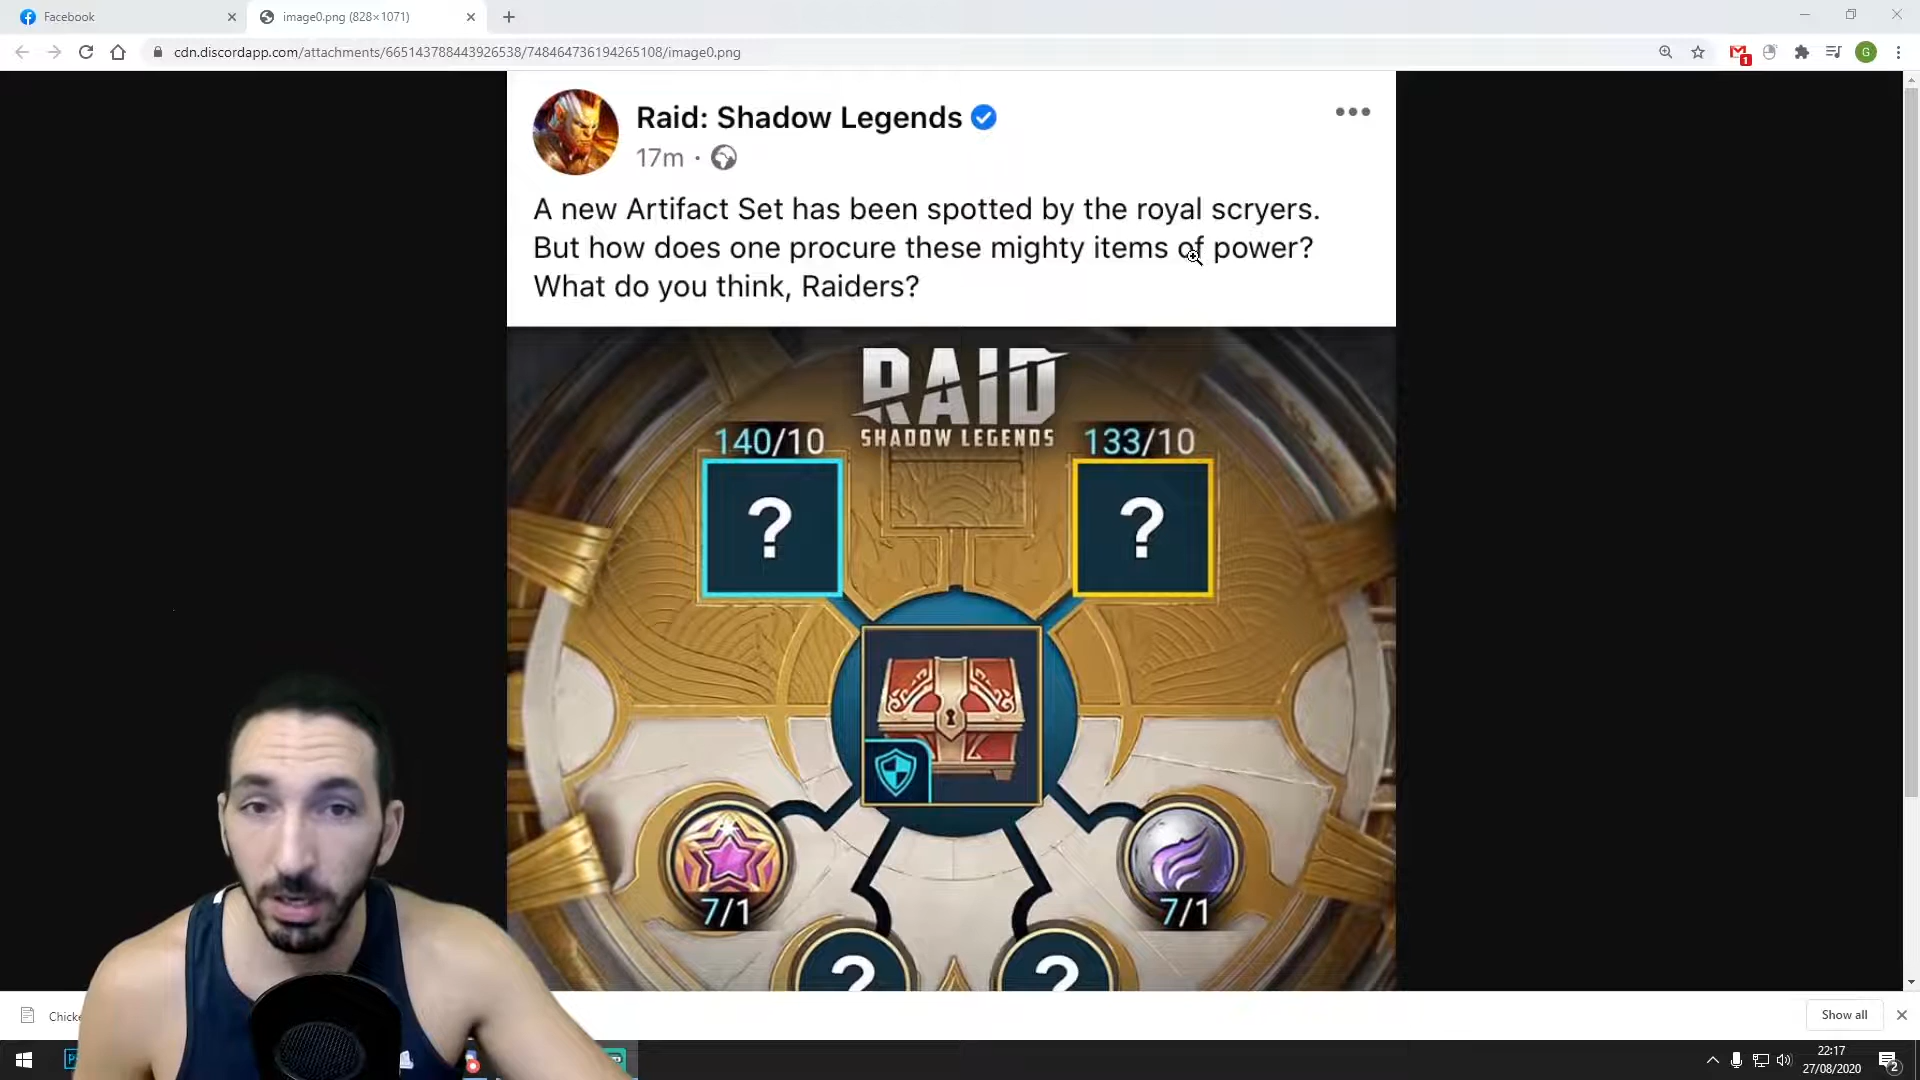 Facebook
image0.png (828×1071)
cdn.discordapp.com/attachments/665143788443926538/748464736194265108/image0.png
1
G
Raid: Shadow Legends
17m ·
A new Artifact Set has been spotted by the royal scryers.
But how does one procure these mighty items of power?
What do you think, Raiders?
RAID
SHADOW LEGENDS
140/10
133/10
?
?
7/1
7/1
?
?
Chicke
Show all
22:17
27/08/2020
2